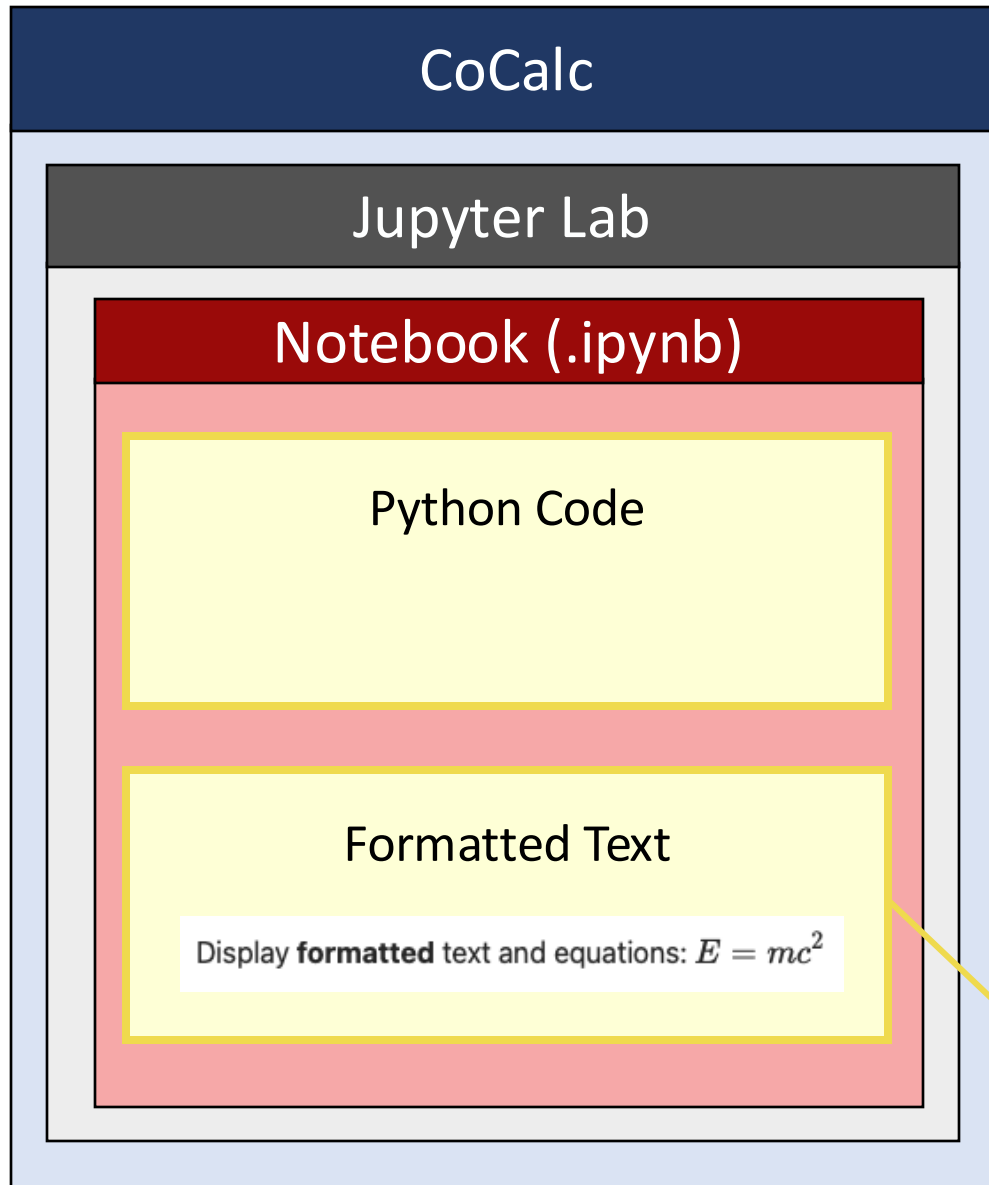 CoCalc
Jupyter Lab
Notebook (.ipynb)
Python Code
Formatted Text
Display formatted text and equations: E = mc²